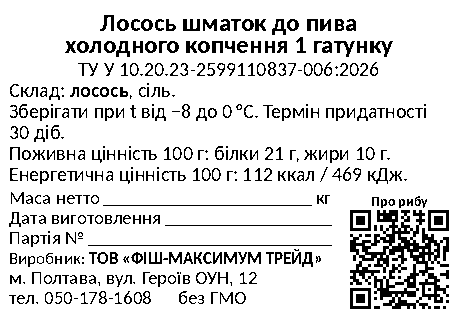 Лосось шматок до пива
холодного копчення 1 гатунку
ТУ У 10.20.23-2599110837-006:2026
Склад: лосось, сіль.
Зберігати при t від −8 до 0 °С. Термін придатності
30 діб.
Поживна цінність 100 г: білки 21 г, жири 10 г.
Енергетична цінність 100 г: 112 ккал / 469 кДж.
Маса нетто ____________________ кг
Дата виготовлення ________________
Партія № ________________________
Про рибу
Виробник: ТОВ «ФІШ-МАКСИМУМ ТРЕЙД»
м. Полтава, вул. Героїв ОУН, 12
тел. 050-178-1608 без ГМО